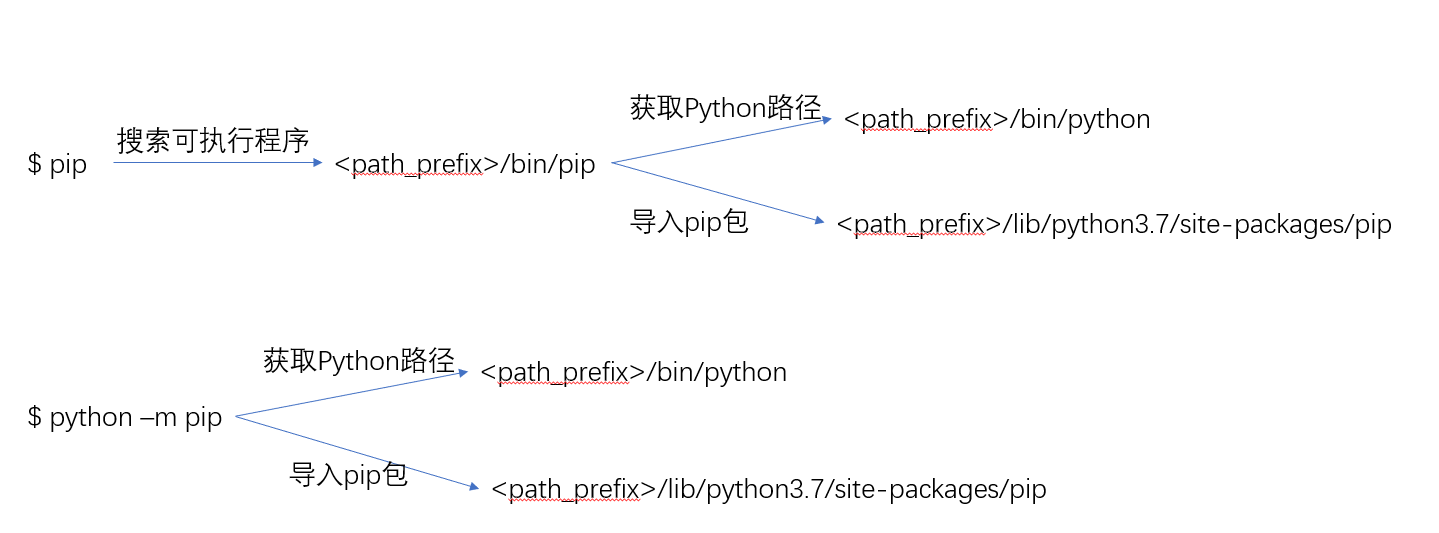 获取Python路径
<path_prefix>/bin/python
搜索可执行程序
$ pip
<path_prefix>/bin/pip
导入pip包
<path_prefix>/lib/python3.7/site-packages/pip
获取Python路径
<path_prefix>/bin/python
$ python –m pip
导入pip包
<path_prefix>/lib/python3.7/site-packages/pip